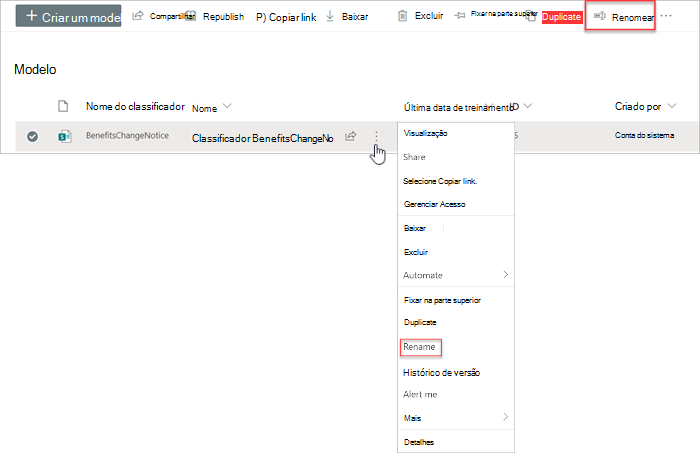 + Criar um model Compartilhar Republish P) Copiar link Baixar Excluir Fixar na parte superior Duplicate Renomear ...
Modelo
Nome do classificador Nome Última data de treinamento ID Criado por
BenefitsChangeNotice Classificador BenefitsChangeNo Conta do sistema
Visualização
Share
Selecione Copiar link.
Gerenciar Acesso
Baixar
Excluir
Automate
Fixar na parte superior
Duplicate
Rename
Histórico de versão
Alert me
Mais
Detalhes